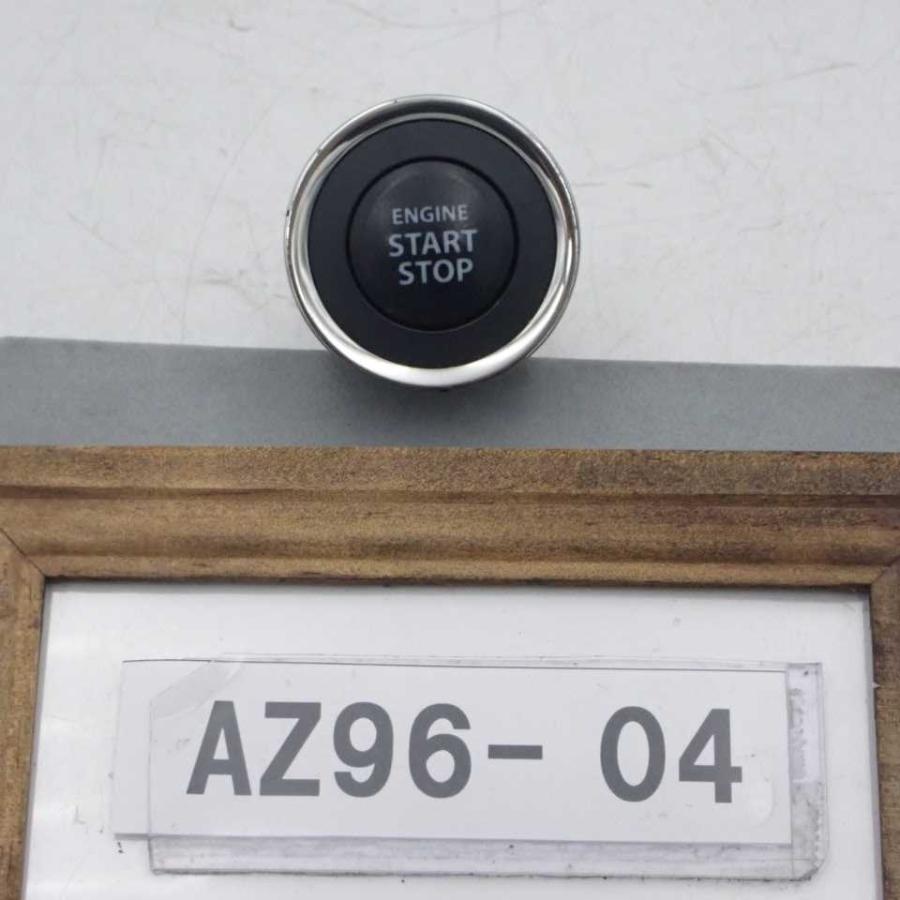 ENGINE
START
STOP
AZ96- 04